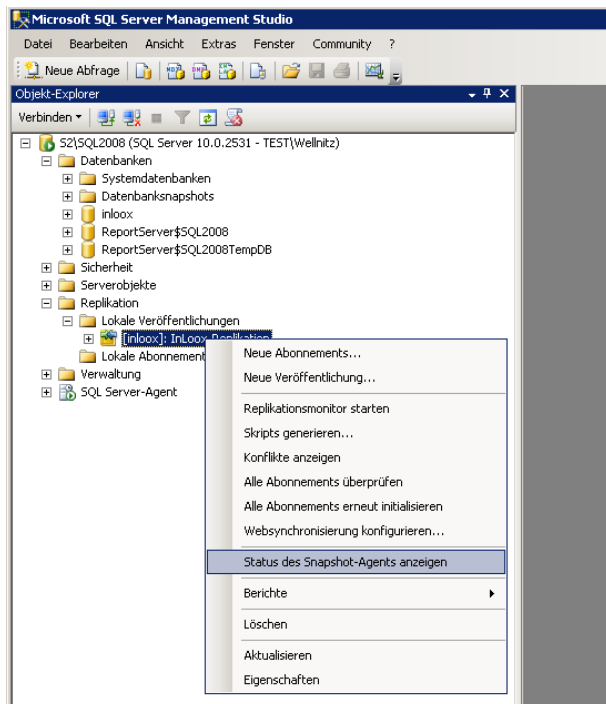 Microsoft SQL Server Management Studio
Datei Bearbeiten Ansicht Extras Fenster Community ?
Neue Abfrage
Objekt-Explorer
Verbinden
S2\SQL2008 (SQL Server 10.0.2531 - TEST\Wellnitz)
Datenbanken
Systemdatenbanken
Datenbanksnapshots
inloox
ReportServer$SQL2008
ReportServer$SQL2008TempDB
Sicherheit
Serverobjekte
Replikation
Lokale Veröffentlichungen
[inloox]: InLoox Replikation
Lokale Abonnement
Verwaltung
SQL Server-Agent
Neue Abonnements...
Neue Veröffentlichung...
Replikationsmonitor starten
Skripts generieren...
Konflikte anzeigen
Alle Abonnements überprüfen
Alle Abonnements erneut initialisieren
Websynchronisierung konfigurieren...
Status des Snapshot-Agents anzeigen
Berichte
Löschen
Aktualisieren
Eigenschaften